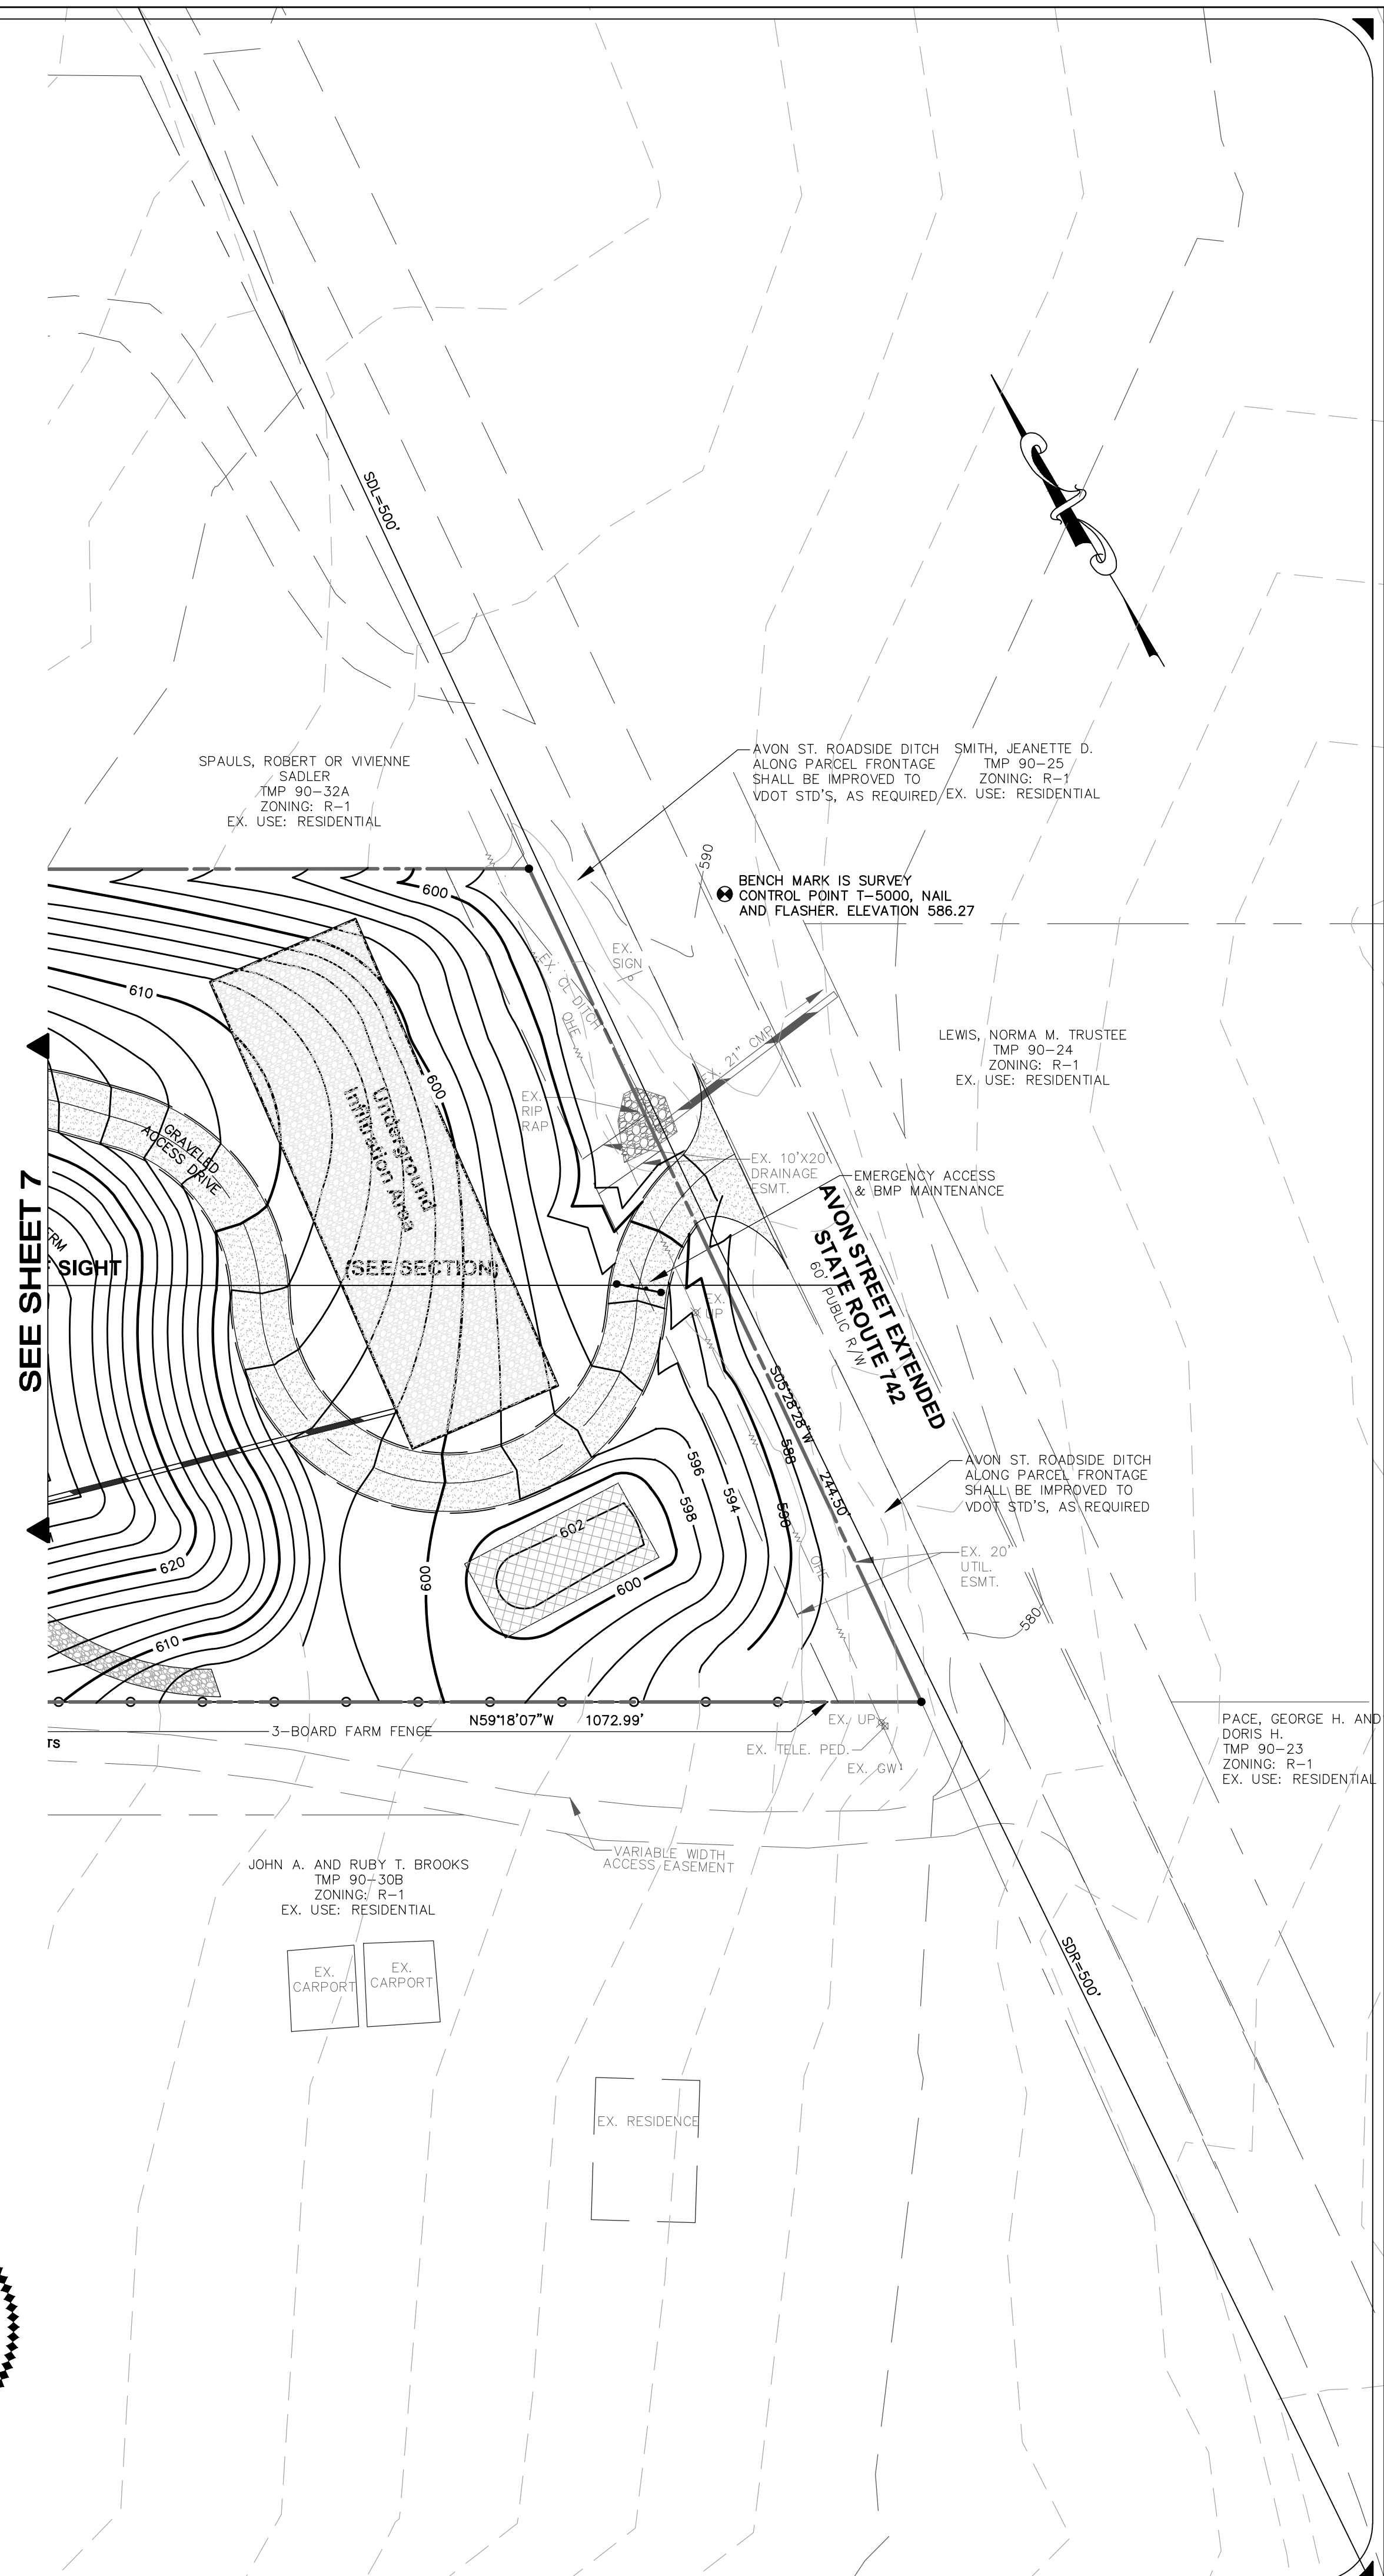 SDL=500'
SPAULS, ROBERT OR VIVIENNE
SADLER
TMP 90-32A
ZONING: R-1
EX. USE: RESIDENTIAL
AVON ST. ROADSIDE DITCH
ALONG PARCEL FRONTAGE
SHALL BE IMPROVED TO
VDOT STD'S, AS REQUIRED
SMITH, JEANETTE D.
TMP 90-25
ZONING: R-1
EX. USE: RESIDENTIAL
590
BENCH MARK IS SURVEY
CONTROL POINT T-5000, NAIL
AND FLASHER. ELEVATION 586.27
600
EX.
SIGN
EX. CL DITCH
OHE
610
EX. 21" CMP
LEWIS, NORMA M. TRUSTEE
TMP 90-24
ZONING: R-1
EX. USE: RESIDENTIAL
600
EX.
RIP
RAP
Underground
Infiltration Area
(SEE SECTION)
GRAVELED
ACCESS DRIVE
EX. 10'X20'
DRAINAGE
ESMT.
EMERGENCY ACCESS
& BMP MAINTENANCE
SEE SHEET 7
ERM
SIGHT
AVON STREET EXTENDED
STATE ROUTE 742
60' PUBLIC R/W
EX.
UP
S05°28'28"W
244.50'
588
590
594
596
598
602
600
600
620
610
OHE
AVON ST. ROADSIDE DITCH
ALONG PARCEL FRONTAGE
SHALL BE IMPROVED TO
VDOT STD'S, AS REQUIRED
EX. 20'
UTIL.
ESMT.
580
N59°18'07"W 1072.99'
3-BOARD FARM FENCE
TS
EX. UP
EX. TELE. PED.
EX. GW
PACE, GEORGE H. AND
DORIS H.
TMP 90-23
ZONING: R-1
EX. USE: RESIDENTIAL
VARIABLE WIDTH
ACCESS EASEMENT
JOHN A. AND RUBY T. BROOKS
TMP 90-30B
ZONING: R-1
EX. USE: RESIDENTIAL
EX.
CARPORT
EX.
CARPORT
SDR=500'
EX. RESIDENCE